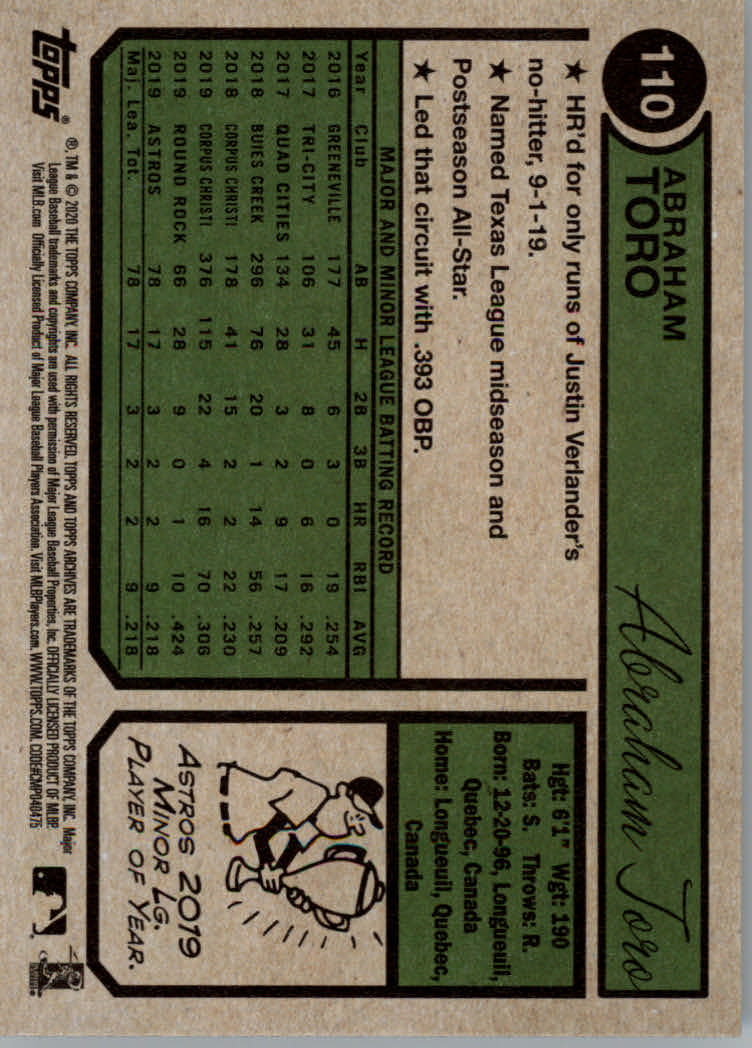 110
ABRAHAM
TORO
Abraham Toro
★ HR'd for only runs of Justin Verlander's
no-hitter, 9-1-19.
★ Named Texas League midseason and
Postseason All-Star.
★ Led that circuit with .393 OBP.
Hgt: 6'1" Wgt: 190
Bats: S. Throws: R.
Born: 12-20-96, Longueuil,
Quebec, Canada
Home: Longueuil, Quebec,
Canada
MAJOR AND MINOR LEAGUE BATTING RECORD
Year Club AB H 2B 3B HR RBI AVG
2016 GREENEVILLE 177 45 6 3 0 19 .254
2017 TRI-CITY 106 31 8 0 6 16 .292
2017 QUAD CITIES 134 28 3 2 9 17 .209
2018 BUIES CREEK 296 76 20 1 14 56 .257
2018 CORPUS CHRISTI 178 41 15 2 2 22 .230
2019 CORPUS CHRISTI 376 115 22 4 16 70 .306
2019 ROUND ROCK 66 28 9 0 1 10 .424
2019 ASTROS 78 17 3 2 2 9 .218
Maj. Lea. Tot. 78 17 3 2 2 9 .218
ASTROS 2019
MINOR LG.
PLAYER OF YEAR.
topps®
®, TM & © 2020 THE TOPPS COMPANY, INC. ALL RIGHTS RESERVED. TOPPS AND TOPPS ARCHIVES ARE TRADEMARKS OF THE TOPPS COMPANY, INC. Major
League Baseball trademarks and copyrights are used with permission of Major League Baseball Properties, Inc. OFFICIALLY LICENSED PRODUCT OF MLBP.
Visit MLB.com Officially Licensed Product of Major League Baseball Players Association. Visit MLBPlayers.com. WWW.TOPPS.COM. CODE#CMP040475